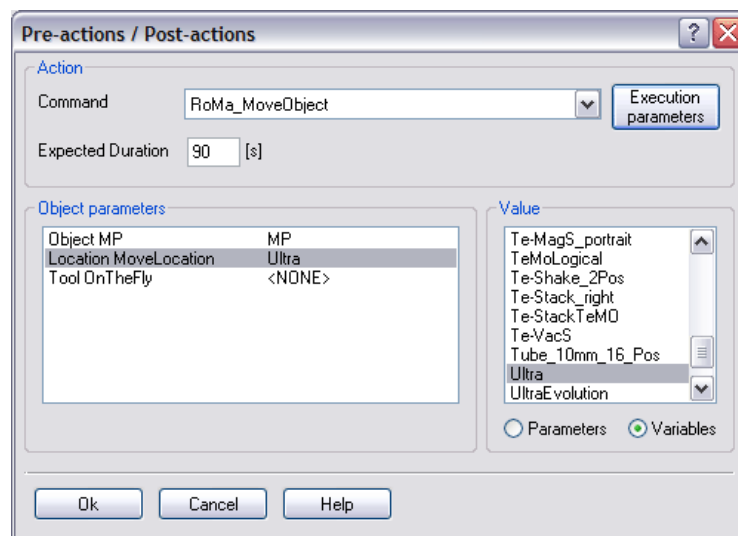 Pre-actions / Post-actions
?
Action
Command RoMa_MoveObject Execution parameters
Expected Duration 90 [s]
Object parameters
Object MP MP
Location MoveLocation Ultra
Tool OnTheFly <NONE>
Value
Te-MagS_portrait
TeMoLogical
Te-Shake_2Pos
Te-Stack_right
Te-StackTeMO
Te-VacS
Tube_10mm_16_Pos
Ultra
UltraEvolution
Parameters Variables
Ok Cancel Help